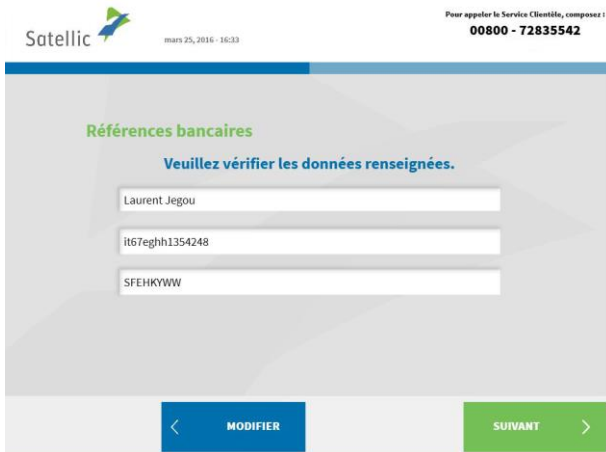 Pour appeler le Service Clientèle, composez :
Satellic
mars 25, 2016 - 16:33
00800 - 72835542
Références bancaires
Veuillez vérifier les données renseignées.
Laurent Jegou
it67eghh1354248
SFEHKYWW
MODIFIER
SUIVANT